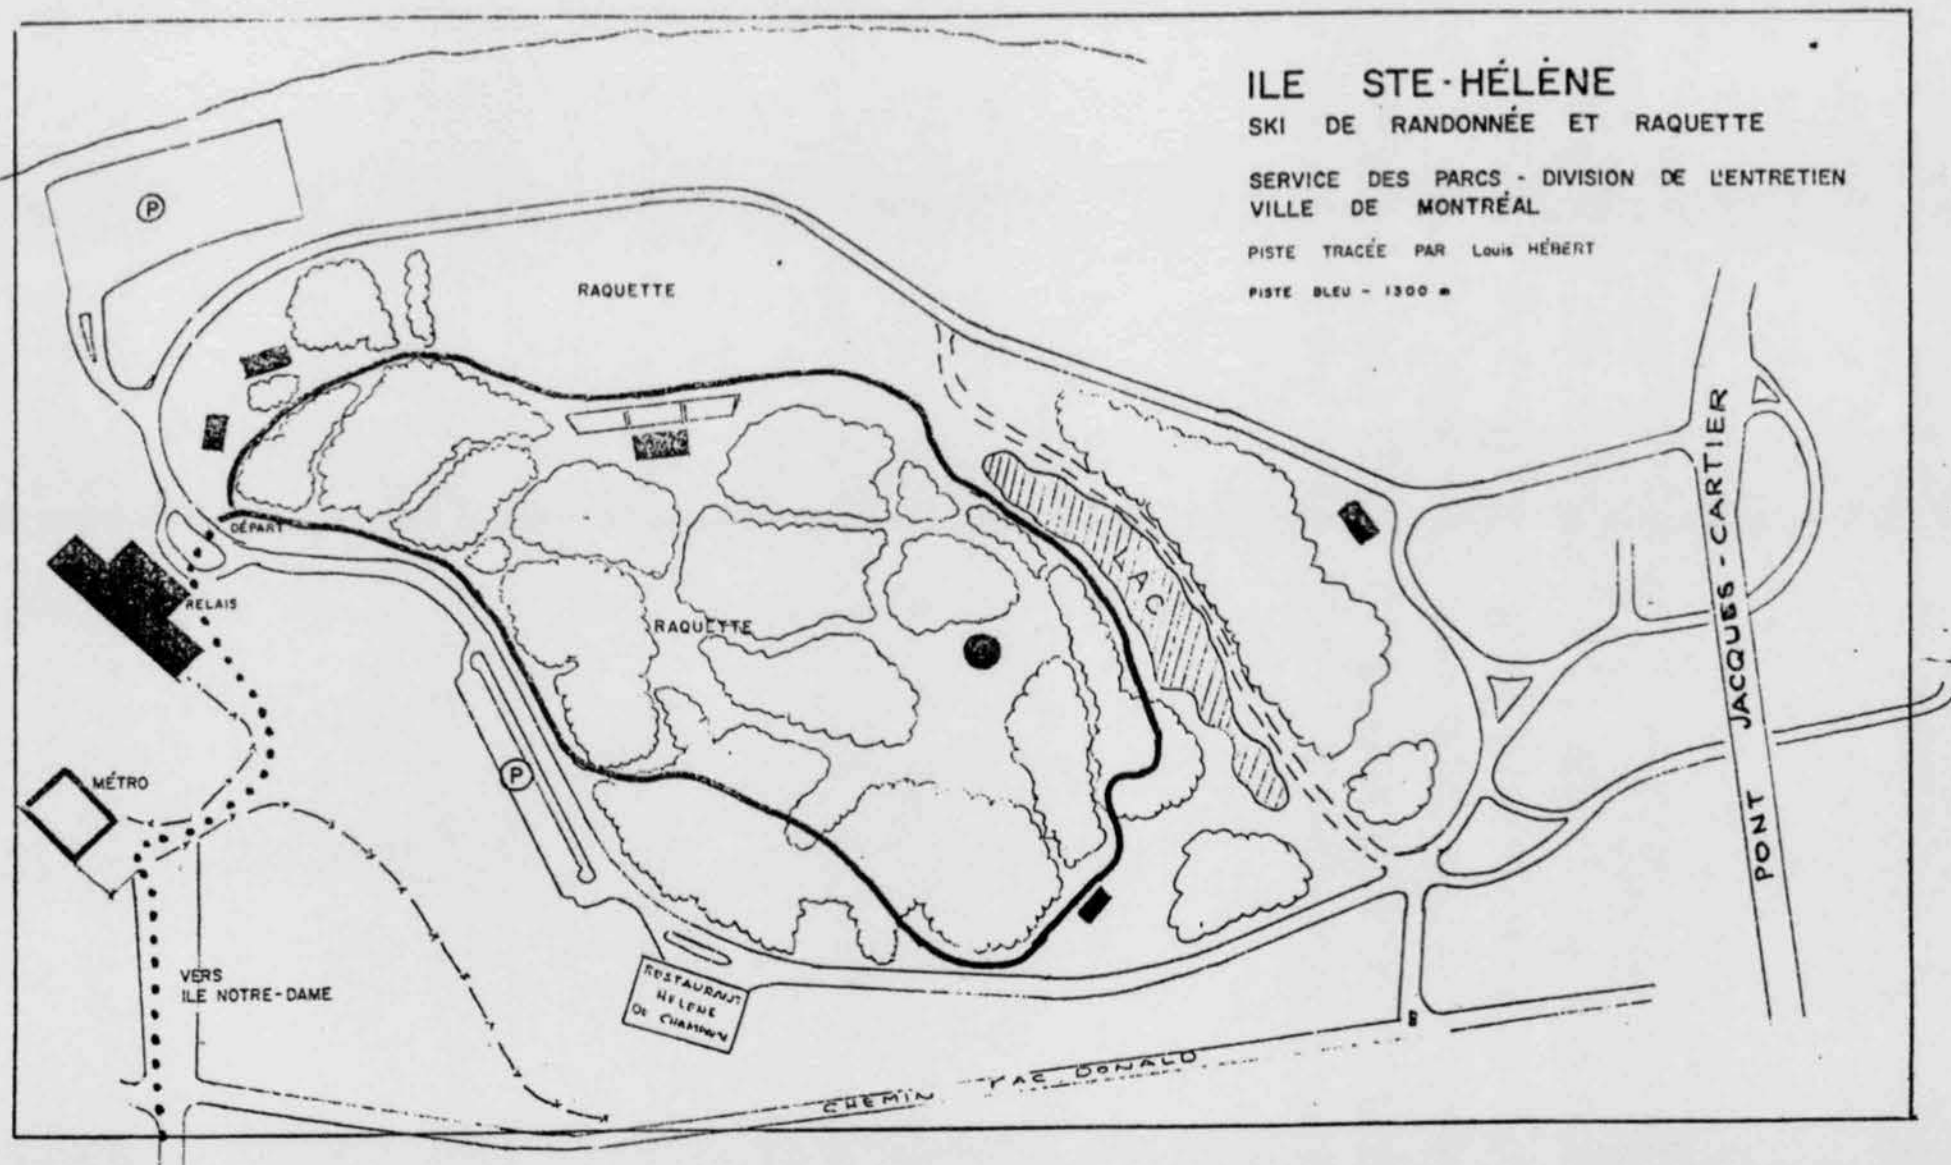 ILE STE-HÉLÈNE
SKI DE RANDONNÉE ET RAQUETTE
SERVICE DES PARCS - DIVISION DE L'ENTRETIEN
VILLE DE MONTRÉAL
PISTE TRACÉE PAR Louis HÉBERT
PISTE BLEU - 1300 m
P
RAQUETTE
DÉPART
RELAIS
RAQUETTE
LAC
PONT JACQUES-CARTIER
MÉTRO
P
VERS
ILE NOTRE-DAME
RESTAURANT
HELENE
DE
CHEMIN MAC DONALD